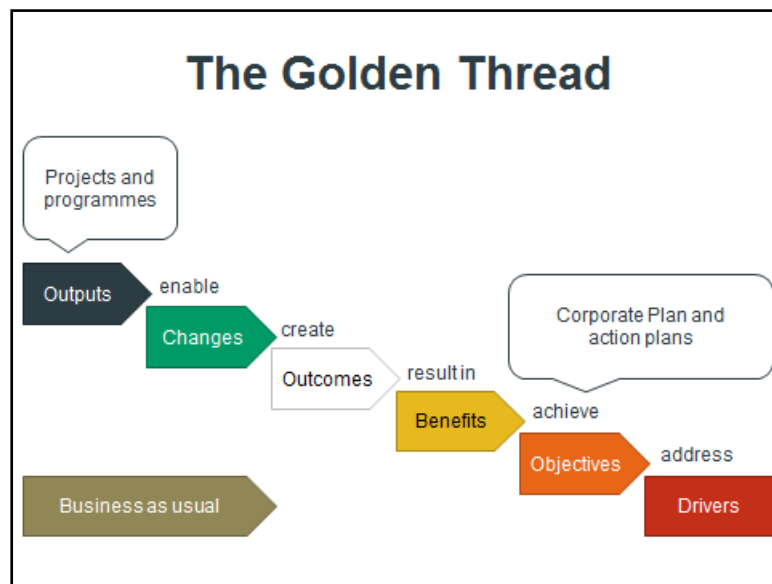 The Golden Thread
Projects and
programmes
Outputs
enable
Changes
create
Outcomes
result in
Benefits
Corporate Plan and
action plans
achieve
Objectives
address
Drivers
Business as usual